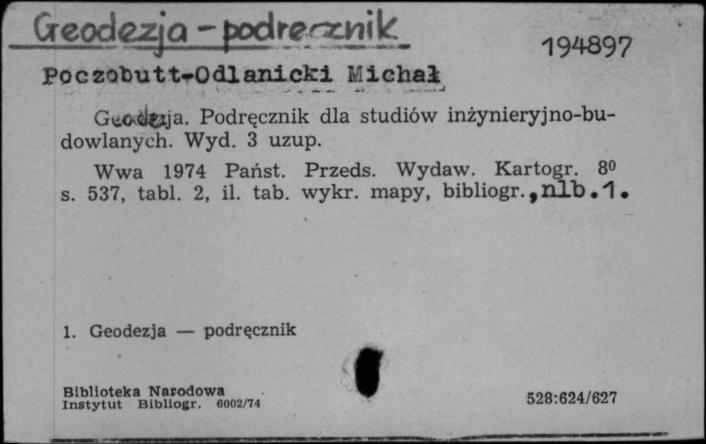 Geodezja - podręcznik
194897
Poczobutt-Odlanicki Michał
Geodezja. Podręcznik dla studiów inżynieryjno-bu-
dowlanych. Wyd. 3 uzup.
Wwa 1974 Państ. Przeds. Wydaw. Kartogr. 8⁰
s. 537, tabl. 2, il. tab. wykr. mapy, bibliogr., nlb.1.
1. Geodezja — podręcznik
Biblioteka Narodowa
Instytut Bibliogr. 6002/74
528:624/627